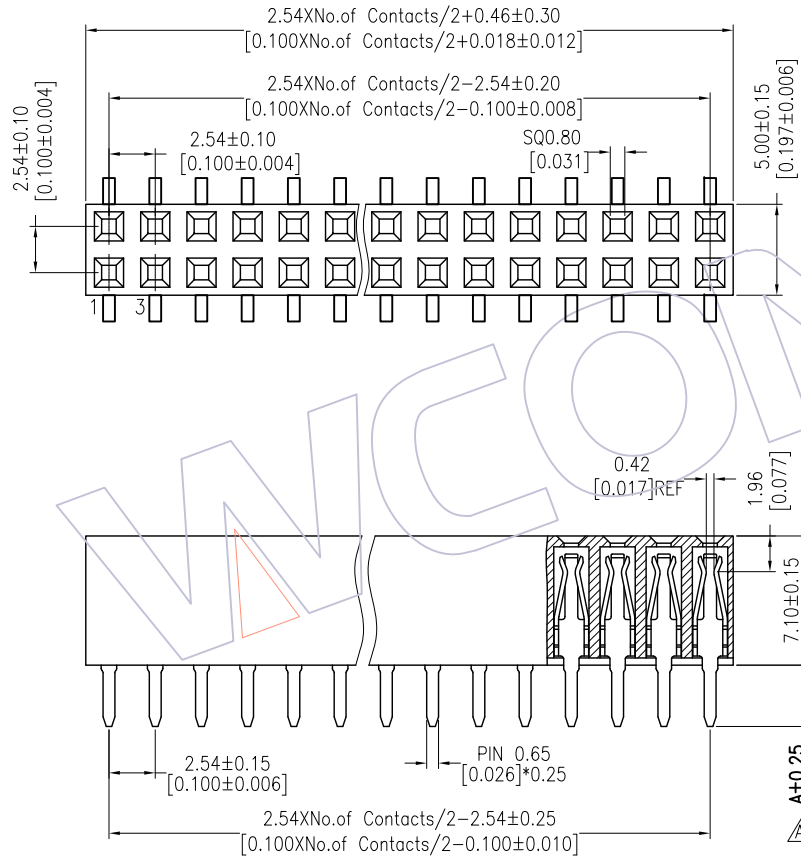 2.54XNo.of Contacts/2+0.46±0.30
[0.100XNo.of Contacts/2+0.018±0.012]
2.54XNo.of Contacts/2-2.54±0.20
[0.100XNo.of Contacts/2-0.100±0.008]
2.54±0.10
[0.100±0.004]
2.54±0.10
[0.100±0.004]
SQ0.80
[0.031]
5.00±0.15
[0.197±0.006]
1
3
WCON
0.42
[0.017]REF
1.96
[0.077]
7.10±0.15
2.54±0.15
[0.100±0.006]
PIN 0.65
[0.026]*0.25
A±0.25
2.54XNo.of Contacts/2-2.54±0.25
[0.100XNo.of Contacts/2-0.100±0.010]